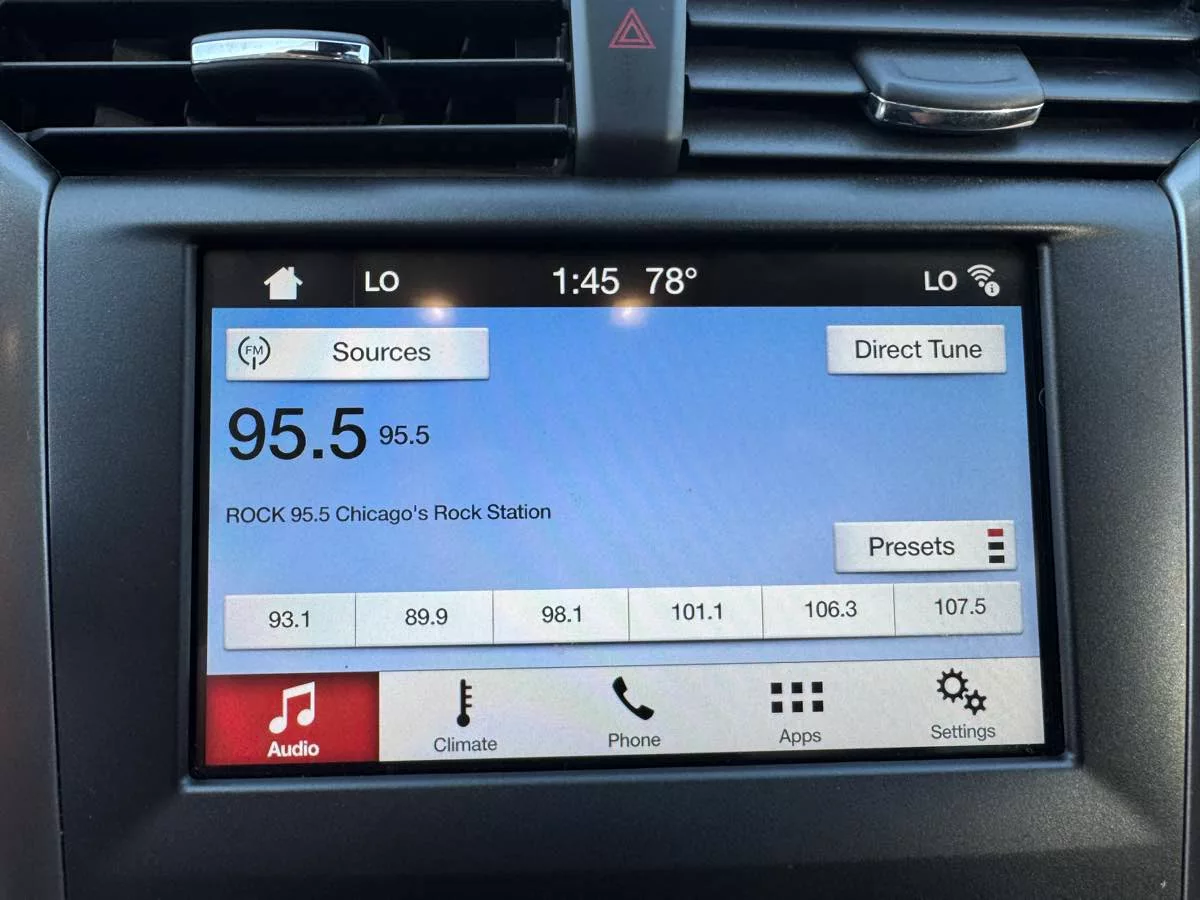 LO 1:45 78° LO
FM Sources Direct Tune
95.5 95.5
ROCK 95.5 Chicago's Rock Station
Presets
93.1 89.9 98.1 101.1 106.3 107.5
Audio Climate Phone Apps Settings